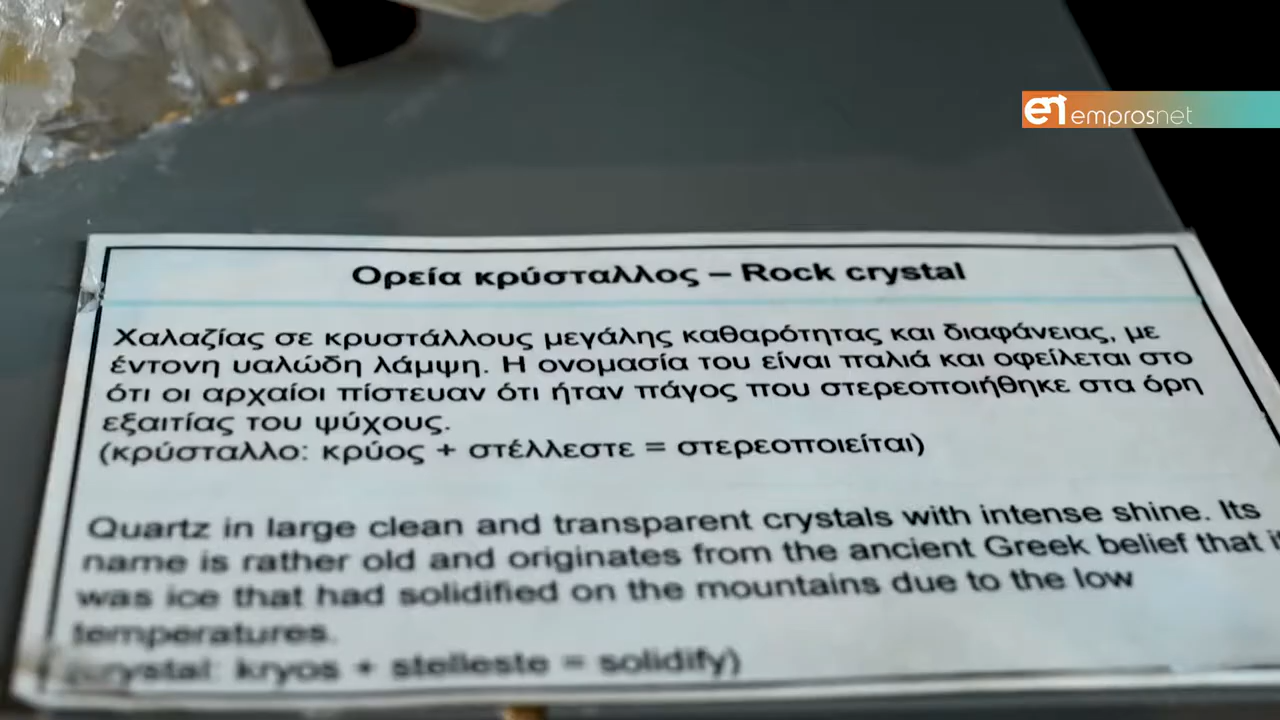 emprosnet
Ορεία κρύσταλλος – Rock crystal
Χαλαζίας σε κρυστάλλους μεγάλης καθαρότητας και διαφάνειας, με
έντονη υαλώδη λάμψη. Η ονομασία του είναι παλιά και οφείλεται στο
ότι οι αρχαίοι πίστευαν ότι ήταν πάγος που στερεοποιήθηκε στα όρη
εξαιτίας του ψύχους.
(κρύσταλλο: κρύος + στέλλεστε = στερεοποιείται)
Quartz in large clean and transparent crystals with intense shine. Its
name is rather old and originates from the ancient Greek belief that it
was ice that had solidified on the mountains due to the low
temperatures.
(crystal: kryos + stelleste = solidify)